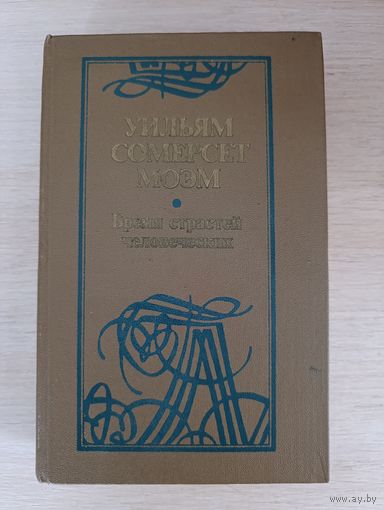 УИЛЬЯМ
СОМЕРСЕТ
МОЭМ
Бремя страстей
человеческих
www.ay.by